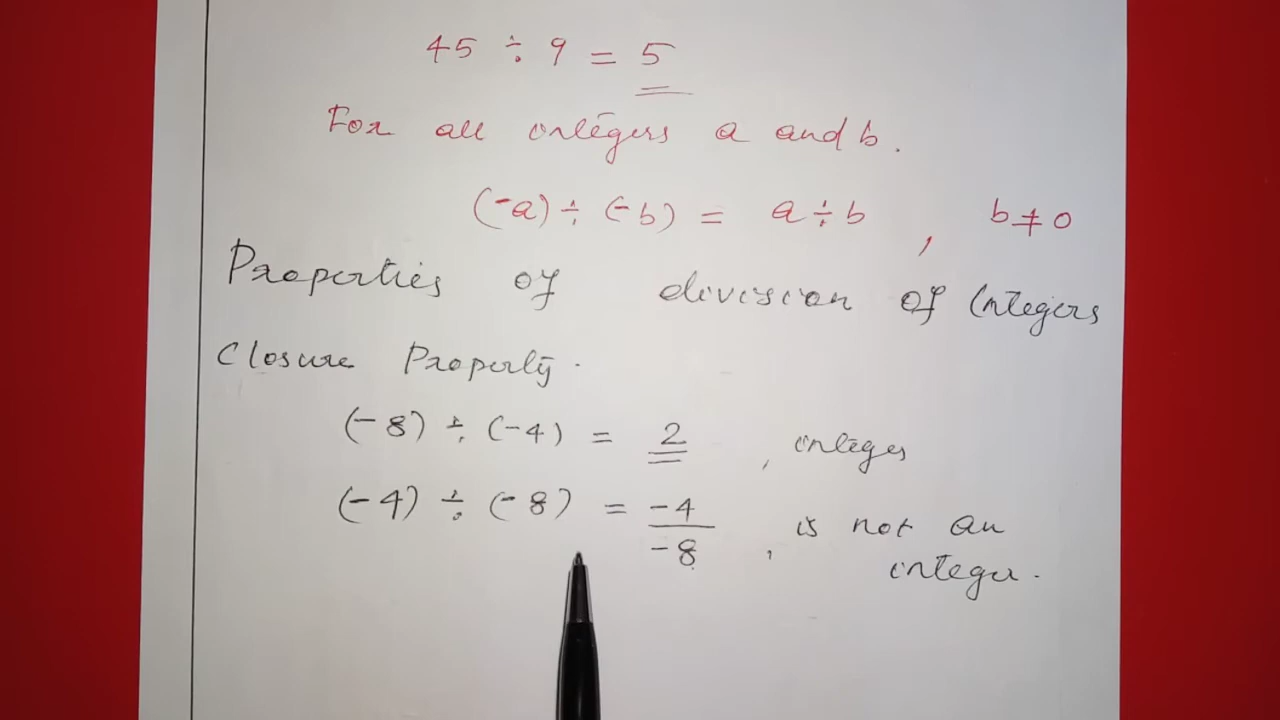 45 ÷ 9 = 5
For all integers a and b.
(-a) ÷ (-b) = a ÷ b , b ≠ 0
Properties of division of Integers
Closure Property.
(-8) ÷ (-4) = 2 , integer
(-4) ÷ (-8) = -4/-8 , is not an
integer.